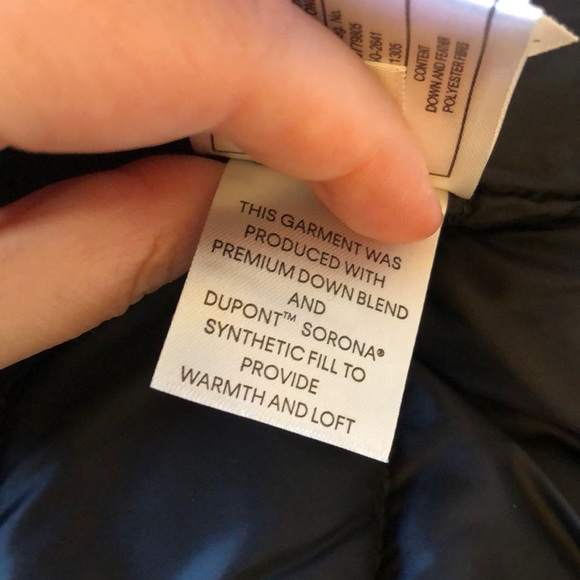 CONTENT
DOWN AND FEATHER
POLYESTER FIBRES
THIS GARMENT WAS
PRODUCED WITH
PREMIUM DOWN BLEND
AND
DUPONT™ SORONA®
SYNTHETIC FILL TO
PROVIDE
WARMTH AND LOFT